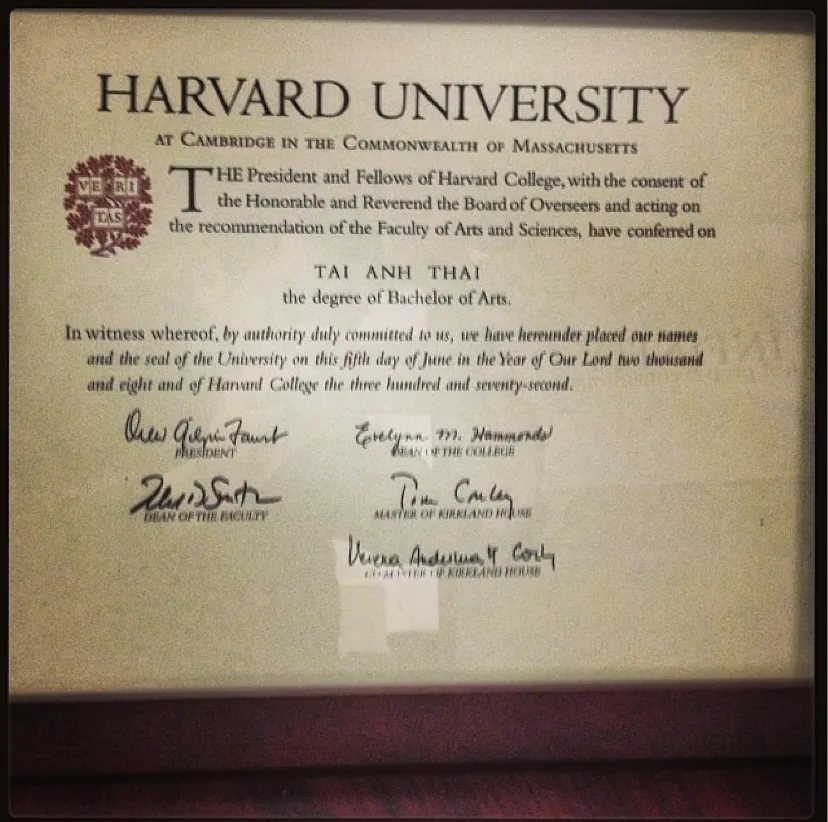 HARVARD UNIVERSITY
AT CAMBRIDGE IN THE COMMONWEALTH OF MASSACHUSETTS
VE RI
TAS
THE President and Fellows of Harvard College, with the consent of
the Honorable and Reverend the Board of Overseers and acting on
the recommendation of the Faculty of Arts and Sciences, have conferred on
TAI ANH THAI
the degree of Bachelor of Arts.
In witness whereof, by authority duly committed to us, we have hereunder placed our names
and the seal of the University on this fifth day of June in the Year of Our Lord two thousand
and eight and of Harvard College the three hundred and seventy-second.
Drew Gilpin Faust Evelynn M. Hammonds
PRESIDENT DEAN OF THE COLLEGE
DEAN OF THE FACULTY MASTER OF KIRKLAND HOUSE
CO-MASTER OF KIRKLAND HOUSE